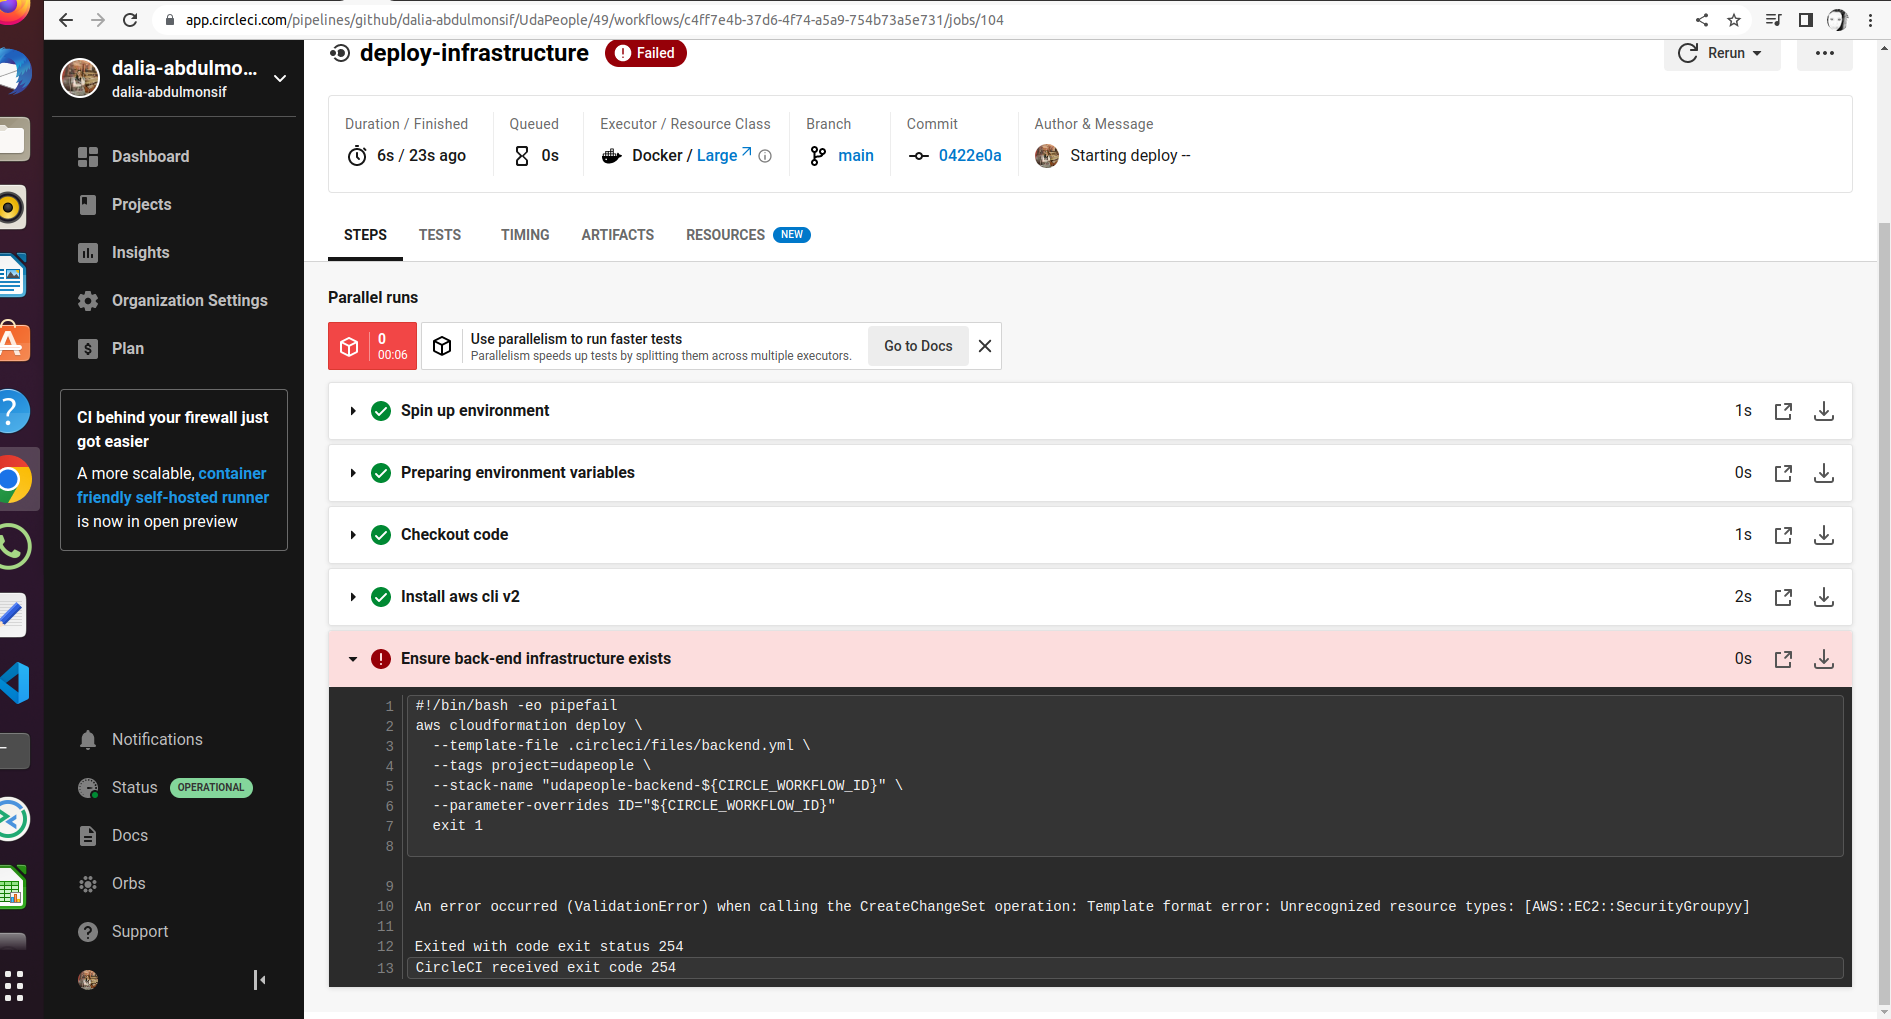 app.circleci.com/pipelines/github/dalia-abdulmonsif/UdaPeople/49/workflows/c4ff7e4b-37d6-4f74-a5a9-754b73a5e731/jobs/104
dalia-abdulmo...
dalia-abdulmonsif
Dashboard
Projects
Insights
Organization Settings
Plan
CI behind your firewall just
got easier
A more scalable, container
friendly self-hosted runner
is now in open preview
Notifications
Status OPERATIONAL
Docs
Orbs
Support
deploy-infrastructure Failed
Rerun
Duration / Finished
6s / 23s ago
Queued
0s
Executor / Resource Class
Docker / Large
Branch
main
Commit
0422e0a
Author & Message
Starting deploy --
STEPS TESTS TIMING ARTIFACTS RESOURCES NEW
Parallel runs
0
00:06
Use parallelism to run faster tests
Parallelism speeds up tests by splitting them across multiple executors.
Go to Docs
Spin up environment 1s
Preparing environment variables 0s
Checkout code 1s
Install aws cli v2 2s
Ensure back-end infrastructure exists 0s
1 #!/bin/bash -eo pipefail
2 aws cloudformation deploy \
3 --template-file .circleci/files/backend.yml \
4 --tags project=udapeople \
5 --stack-name "udapeople-backend-${CIRCLE_WORKFLOW_ID}" \
6 --parameter-overrides ID="${CIRCLE_WORKFLOW_ID}"
7 exit 1
8
9
10 An error occurred (ValidationError) when calling the CreateChangeSet operation: Template format error: Unrecognized resource types: [AWS::EC2::SecurityGroupyy]
11
12 Exited with code exit status 254
13 CircleCI received exit code 254